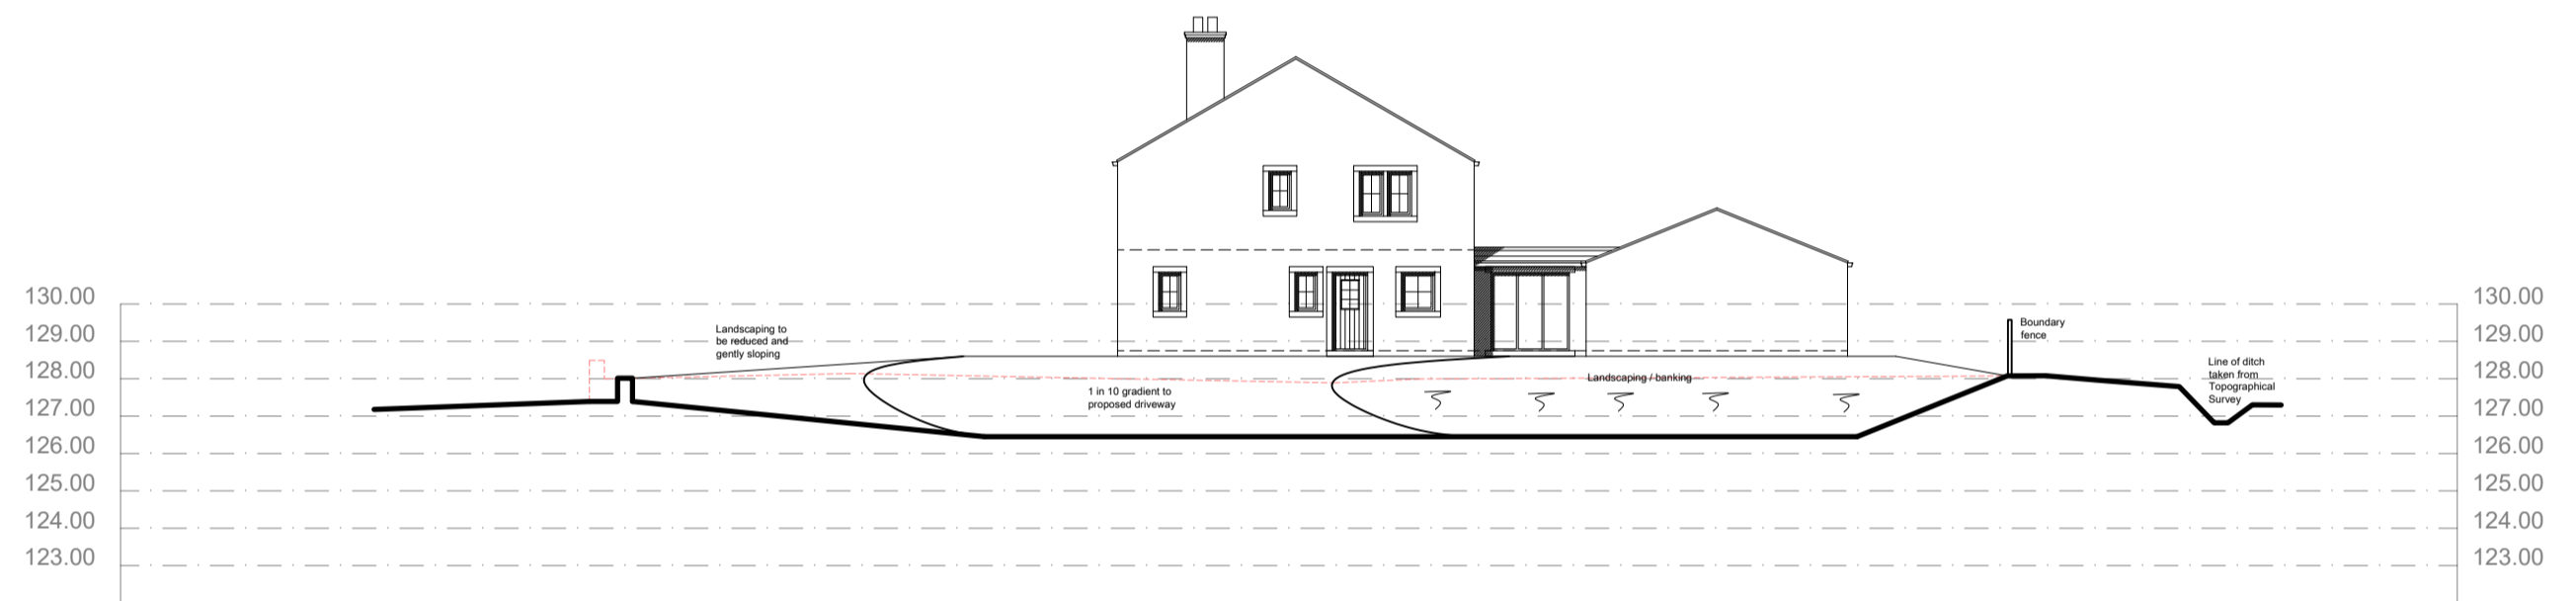 130.00
129.00
128.00
127.00
126.00
125.00
124.00
123.00
Landscaping to
be reduced and
gently sloping
1 in 10 gradient to
proposed driveway
Landscaping / banking
Boundary
fence
Line of ditch
taken from
Topographical
Survey
130.00
129.00
128.00
127.00
126.00
125.00
124.00
123.00